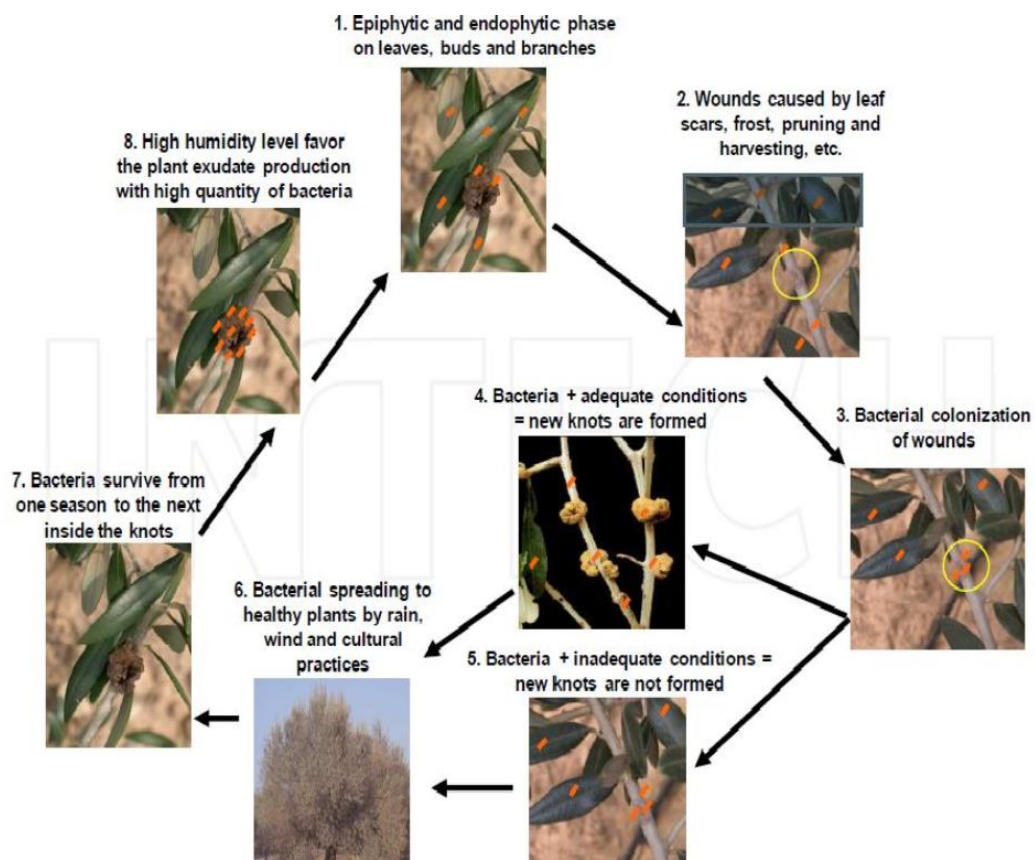 1. Epiphytic and endophytic phase
on leaves, buds and branches
2. Wounds caused by leaf
scars, frost, pruning and
harvesting, etc.
3. Bacterial colonization
of wounds
4. Bacteria + adequate conditions
= new knots are formed
5. Bacteria + inadequate conditions =
new knots are not formed
6. Bacterial spreading to
healthy plants by rain,
wind and cultural
practices
7. Bacteria survive from
one season to the next
inside the knots
8. High humidity level favor
the plant exudate production
with high quantity of bacteria
INTECH